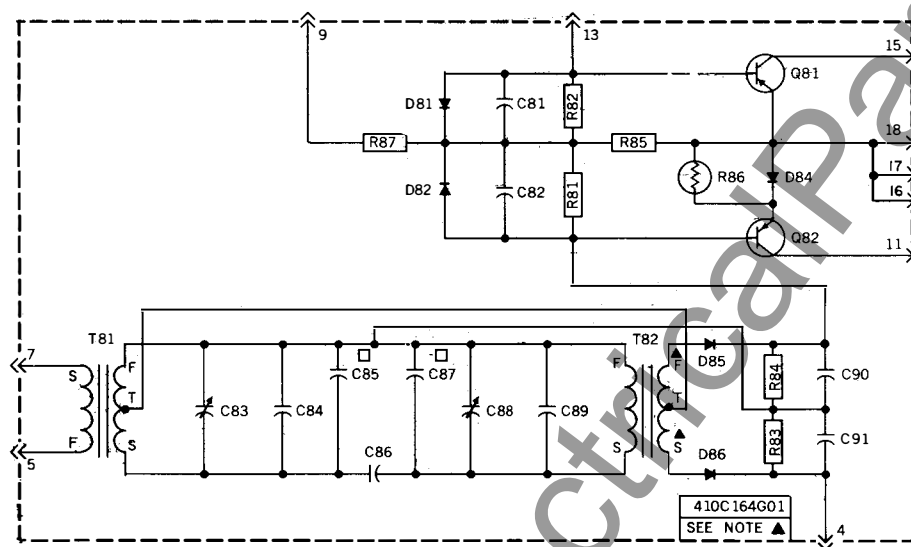 9
13
15
Q81
D81
C81
R82
18
R87
R85
17
R86
D84
16
D82
C82
R81
Q82
11
T81
T82
7
S
F
F
F
D85
C85
C87
R84
C90
T
C83
C84
C88
C89
T
C91
F
S
S
S
R83
5
C86
D86
410C164G01
SEE NOTE ▲
4
ctricalPa